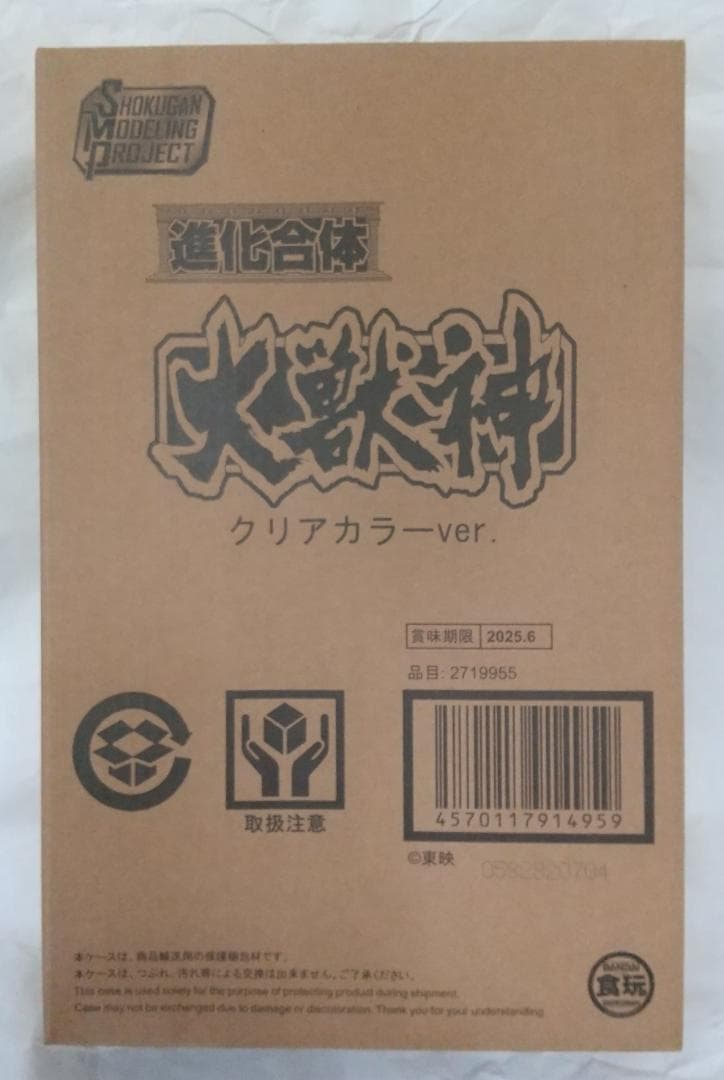 SHOKUGAN
MODELING
PROJECT
進化合体
大獣神
クリアカラーver.
賞味期限 2025.6
品目: 2719955
4570117914959
取扱注意
©東映
本ケースは、商品輸送用の保護梱包材です。
本ケースは、つぶれ、汚れ等による交換は出来ません。ご了承ください。
This case is used solely for the purpose of protecting product during shipment.
Case may not be exchanged due to damage or discoloration. Thank you for your understanding.
BANDAI
食玩